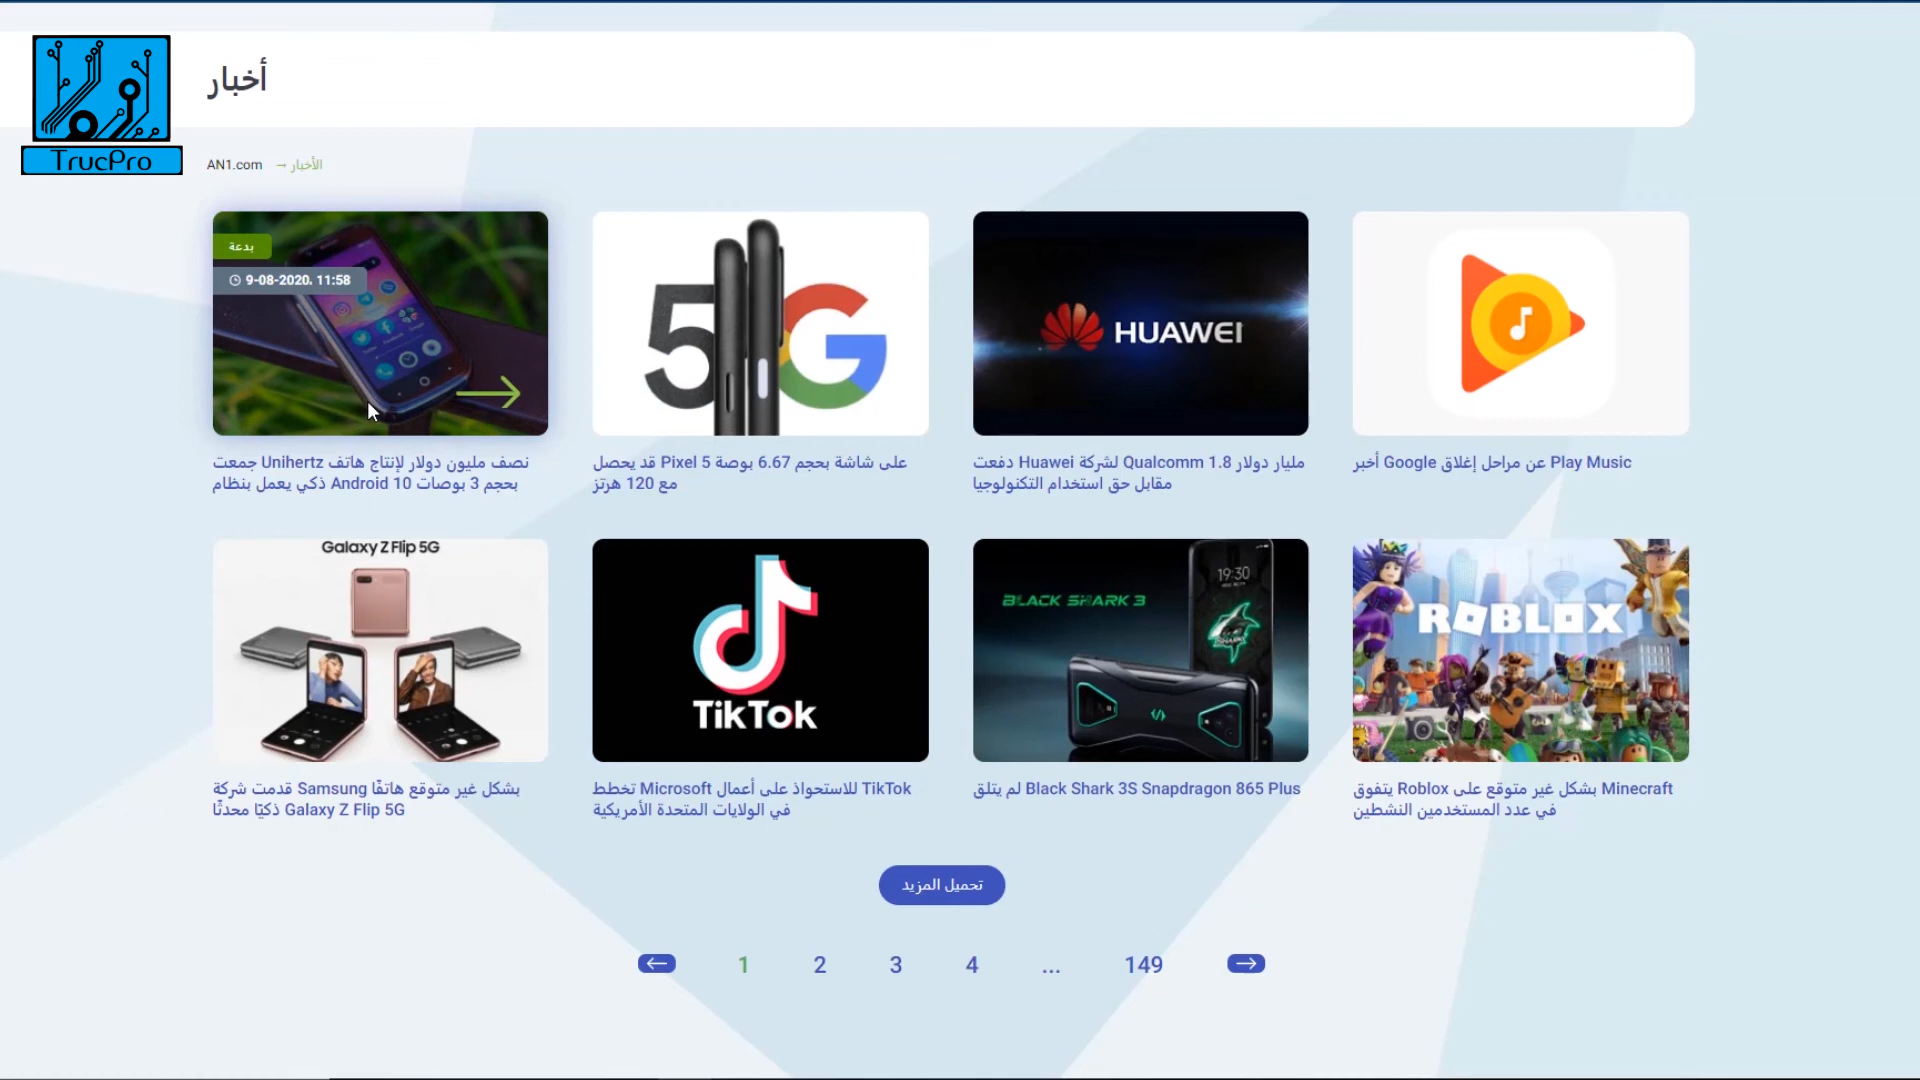 أخبار
TrucPro
AN1.com → الأخبار
بدعة
9-08-2020، 11:58
5G
HUAWEI
نصف مليون دولار لإنتاج هاتف Unihertz جمعت
بحجم 3 بوصات Android 10 ذكي يعمل بنظام
على شاشة بحجم 6.67 بوصة Pixel 5 قد يحصل
مع 120 هرتز
مليار دولار Qualcomm 1.8 لشركة Huawei دفعت
مقابل حق استخدام التكنولوجيا
Play Music عن مراحل إغلاق Google أخبر
Galaxy Z Flip 5G
TikTok
BLACK SHARK 3
19:30
ROBLOX
بشكل غير متوقع هاتفًا Samsung قدمت شركة
Galaxy Z Flip 5G ذكيًا محدثًا
TikTok للاستحواذ على أعمال Microsoft تخطط
في الولايات المتحدة الأمريكية
Black Shark 3S Snapdragon 865 Plus لم يتلق
Minecraft بشكل غير متوقع على Roblox يتفوق
في عدد المستخدمين النشطين
تحميل المزيد
← 1 2 3 4 ... 149 →